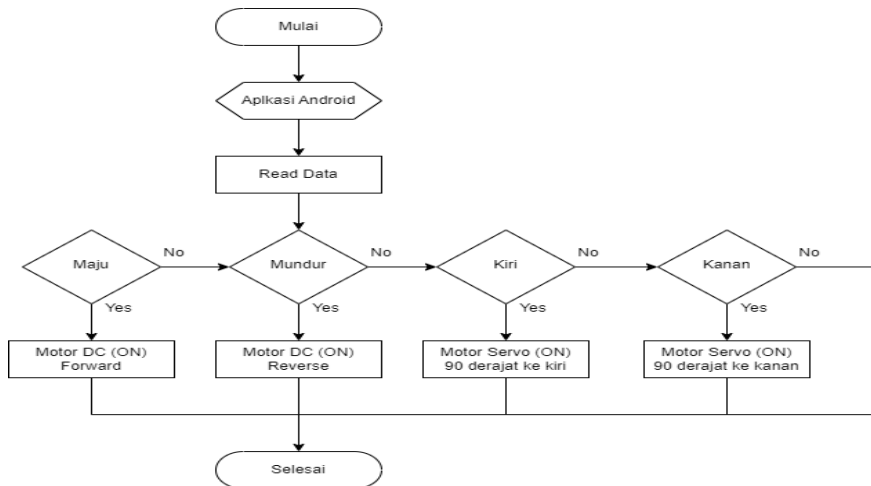 Mulai
Aplkasi Android
Read Data
Maju
No
Mundur
No
Kiri
No
Kanan
No
Yes
Yes
Yes
Yes
Motor DC (ON)
Forward
Motor DC (ON)
Reverse
Motor Servo (ON)
90 derajat ke kiri
Motor Servo (ON)
90 derajat ke kanan
Selesai